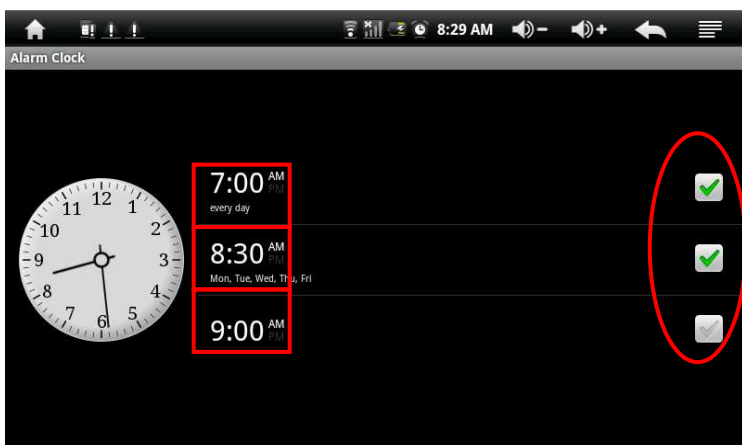 8:29 AM
Alarm Clock
12
11 1
10 2
9 3
8 4
7 5
6
7:00 AM
PM
every day
8:30 AM
PM
Mon, Tue, Wed, Thu, Fri
9:00 AM
PM